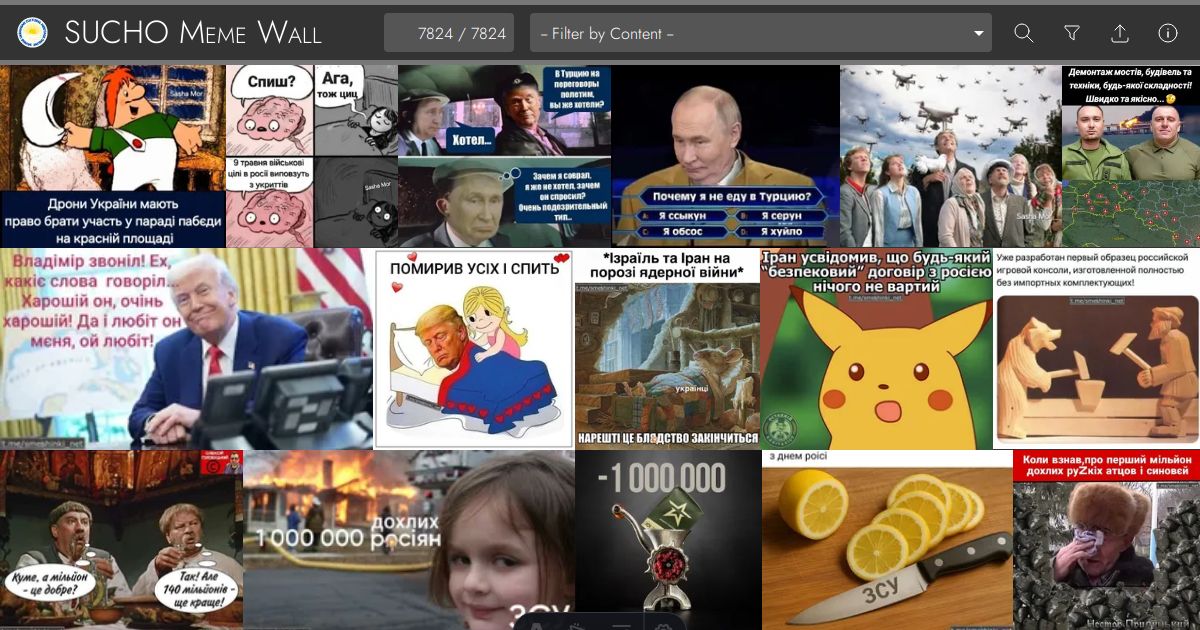 SUCHO Meme Wall
7824 / 7824
-- Filter by Content --
Sasha Mor
Дрони України мають
право брати участь у параді пабєди
на красній площаді
Спиш?
Ага,
тож циц
9 травня військові
цілі в росії виповзуть
з укриттів
Sasha Mor
В Турцию на
переговоры
полетим,
вы же хотели?
Хотел...
Зачем я соврал,
я же не хотел, зачем
он спросил?
Очень подозрительный
тип...
Почему я не еду в Турцию?
A: Я ссыкун
B: Я серун
C: Я обсос
D: Я хуйло
Sasha Mor
Демонтаж мостів, будівель та
техніки, будь-якої складності!
Швидко та якісно...
Владімір звоніл! Ех,
какіє слова говоріл...
Харошій он, очінь
харошій! Да і любіт он
мєня, ой любіт!
t.me/smeshinki_net
ПОМИРИВ УСІХ І СПИТЬ
*Ізраїль та Іран на
порозі ядерної війни*
t.me/smeshinki_net
українці
НАРЕШТІ ЦЕ БЛЯДСТВО ЗАКІНЧИТЬСЯ
Іран усвідомив, що будь-який
“безпековий” договір з росією
нічого не вартий
t.me/smeshinki_net
Уже разработан первый образец российской
игровой консоли, изготовленной полностью
без импортных комплектующих!
t.me/smeshinki_net
Куме, а мільйон
- це добре?
Так! Але
140 мільйонів -
ще краще!
дохлих
1 000 000 росіян
ЗСУ
-1 000 000
з днем роісі
ЗСУ
Коли взнав,про перший мільйон
дохлих руZкіх атцов і синовєй